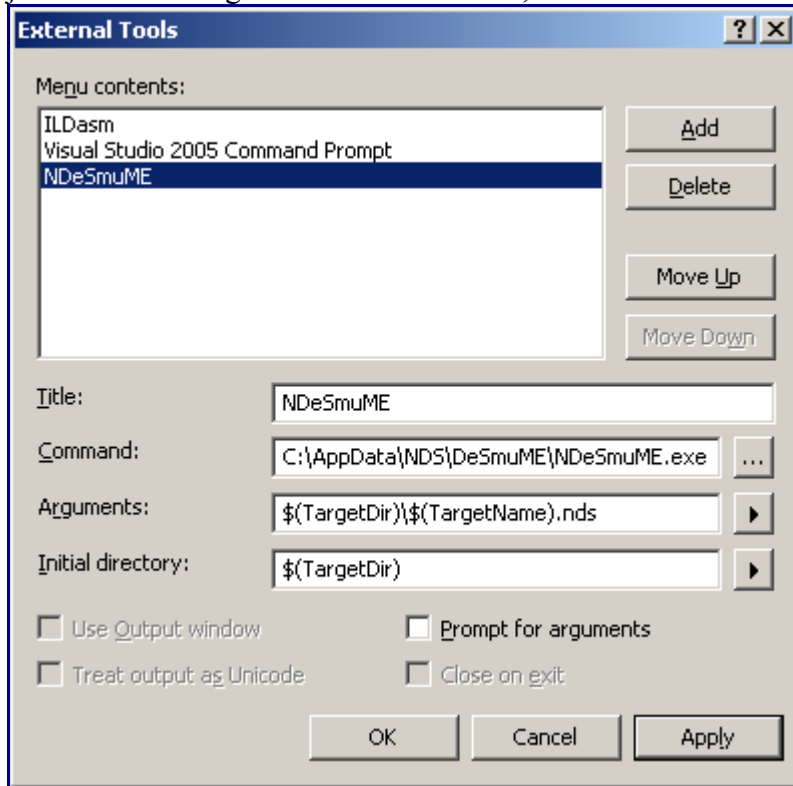 External Tools
Menu contents:
ILDasm
Visual Studio 2005 Command Prompt
NDeSmuME
Add
Delete
Move Up
Move Down
Title:
NDeSmuME
Command:
C:\AppData\NDS\DeSmuME\NDeSmuME.exe
...
Arguments:
$(TargetDir)\$(TargetName).nds
Initial directory:
$(TargetDir)
Use Output window
Prompt for arguments
Treat output as Unicode
Close on exit
OK
Cancel
Apply